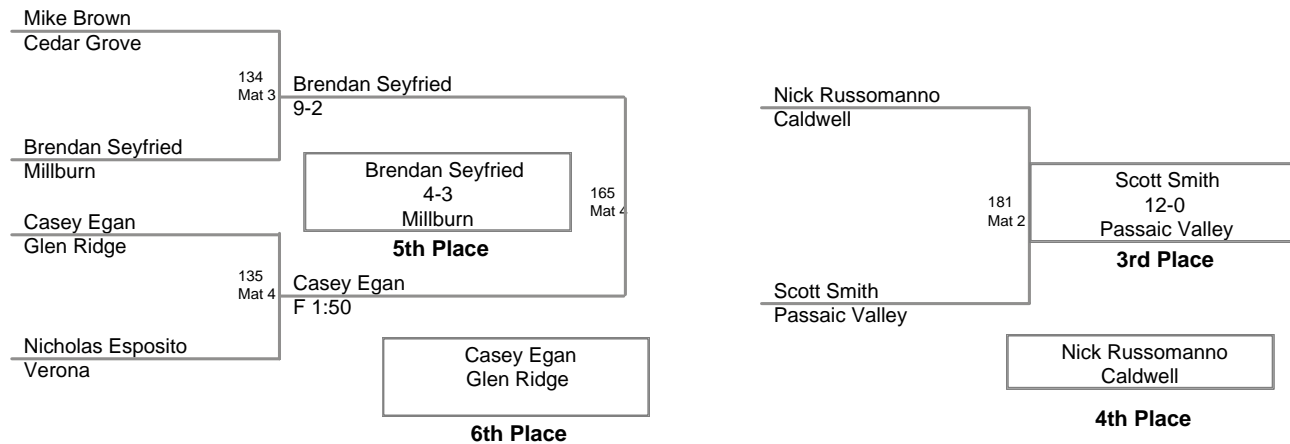 Mike Brown
Cedar Grove
134
Mat 3
Brendan Seyfried
9-2
Brendan Seyfried
Millburn
Brendan Seyfried
4-3
Millburn
5th Place
165
Mat 4
Casey Egan
Glen Ridge
135
Mat 4
Casey Egan
F 1:50
Nicholas Esposito
Verona
Casey Egan
Glen Ridge
6th Place
Nick Russomanno
Caldwell
181
Mat 2
Scott Smith
12-0
Passaic Valley
3rd Place
Scott Smith
Passaic Valley
Nick Russomanno
Caldwell
4th Place